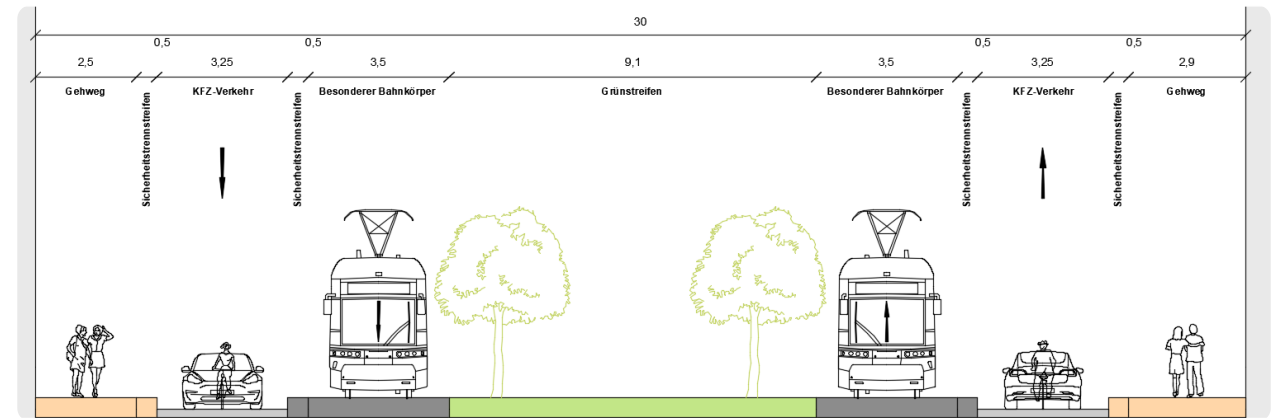 30
0,5
0,5
0,5
0,5
2,5
3,25
3,5
9,1
3,5
3,25
2,9
Gehweg
Sicherheitstrennstreifen
KFZ-Verkehr
Sicherheitstrennstreifen
Besonderer Bahnkörper
Grünstreifen
Besonderer Bahnkörper
Sicherheitstrennstreifen
KFZ-Verkehr
Sicherheitstrennstreifen
Gehweg